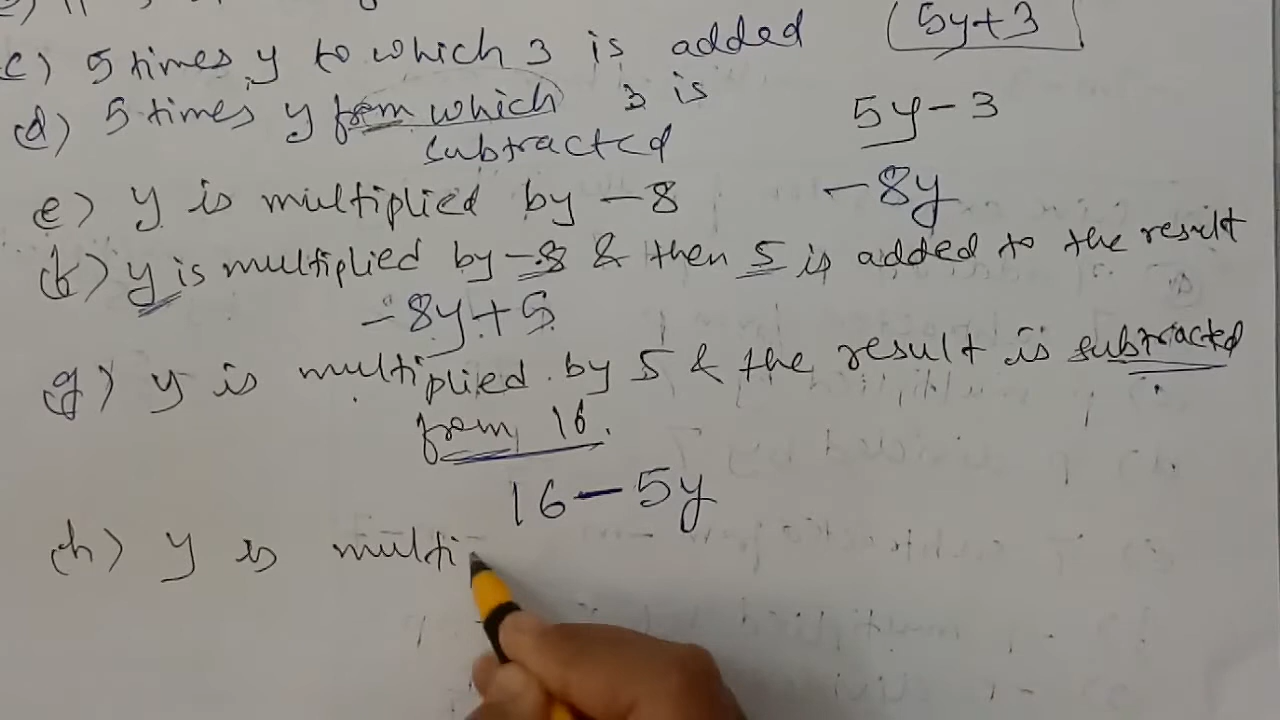 c) 5 times y to which 3 is added 5y+3
d) 5 times y from which 3 is
subtracted 5y-3
e) y is multiplied by -8 -8y
(f) y is multiplied by -8 & then 5 is added to the result
-8y+5
g) y is multiplied by 5 & the result is subtracted
from 16.
16-5y
(h) y is multi